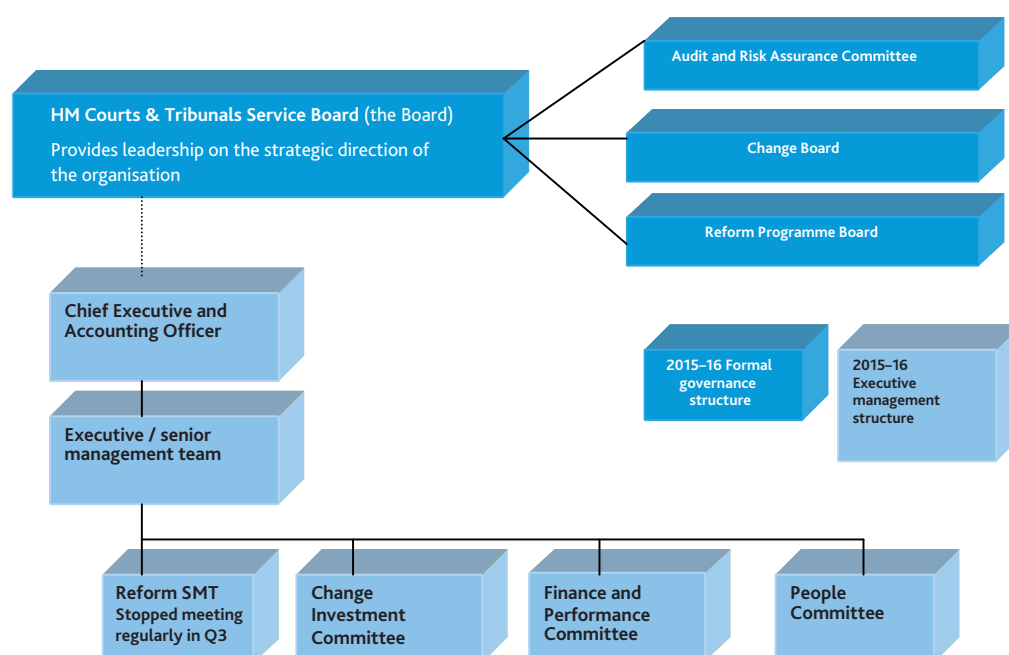 Audit and Risk Assurance Committee
HM Courts & Tribunals Service Board (the Board)
Provides leadership on the strategic direction of
the organisation
Change Board
Reform Programme Board
Chief Executive and
Accounting Officer
2015–16 Formal
governance
structure
2015–16
Executive
management
structure
Executive / senior
management team
Reform SMT
Stopped meeting
regularly in Q3
Change
Investment
Committee
Finance and
Performance
Committee
People
Committee